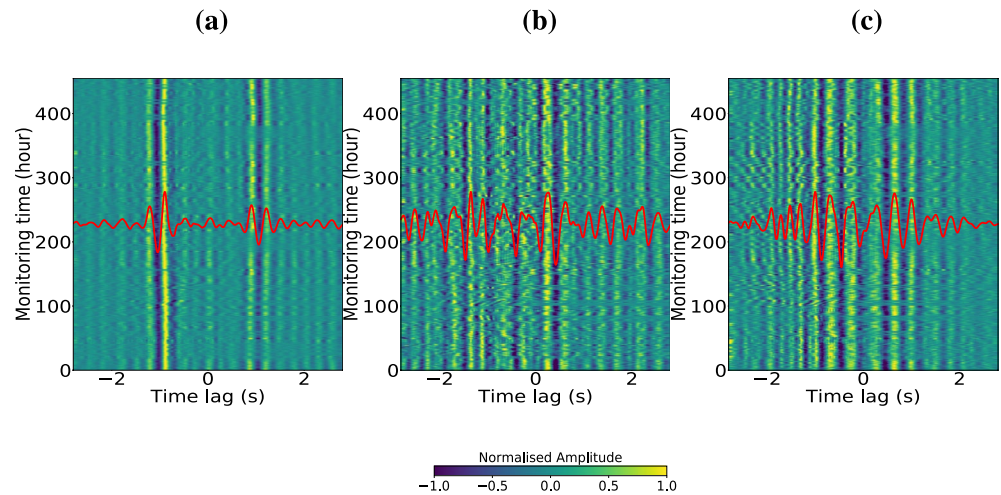 (a) (b) (c)
Monitoring time (hour) Monitoring time (hour) Monitoring time (hour)
400 400 400
300 300 300
200 200 200
100 100 100
0 0 0
−2 0 2 −2 0 2 −2 0 2
Time lag (s) Time lag (s) Time lag (s)
Normalised Amplitude
−1.0 −0.5 0.0 0.5 1.0